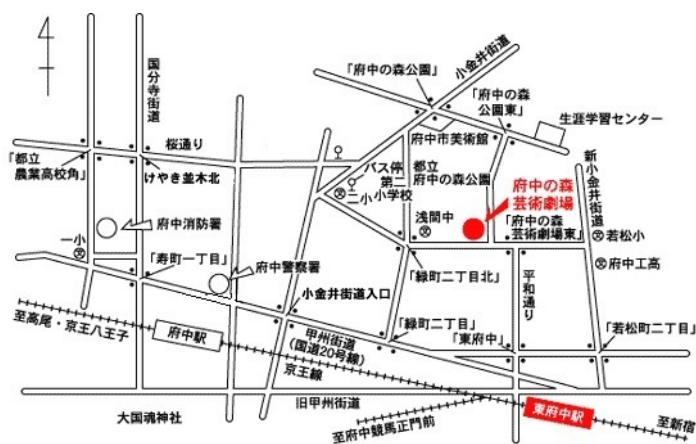 小金井街道
「府中の森公園」
国分寺街道
「府中の森
公園東」
生涯学習センター
桜通り
府中市美術館
「都立
農業高校角」
けやき並木北
バス停
第二
小学校
二小
都立
府中の森公園
新小金井街道
府中の森
芸術劇場
浅間中
「府中の森
芸術劇場東」
若松小
府中消防署
一小
府中工高
「寿町一丁目」
府中警察署
「緑町二丁目北」
平和通り
小金井街道入口
至高尾・京王八王子
府中駅
甲州街道
(国道20号線)
「緑町二丁目」
「東府中」
「若松町二丁目」
京王線
大国魂神社
旧甲州街道
東府中駅
至府中競馬正門前
至新宿